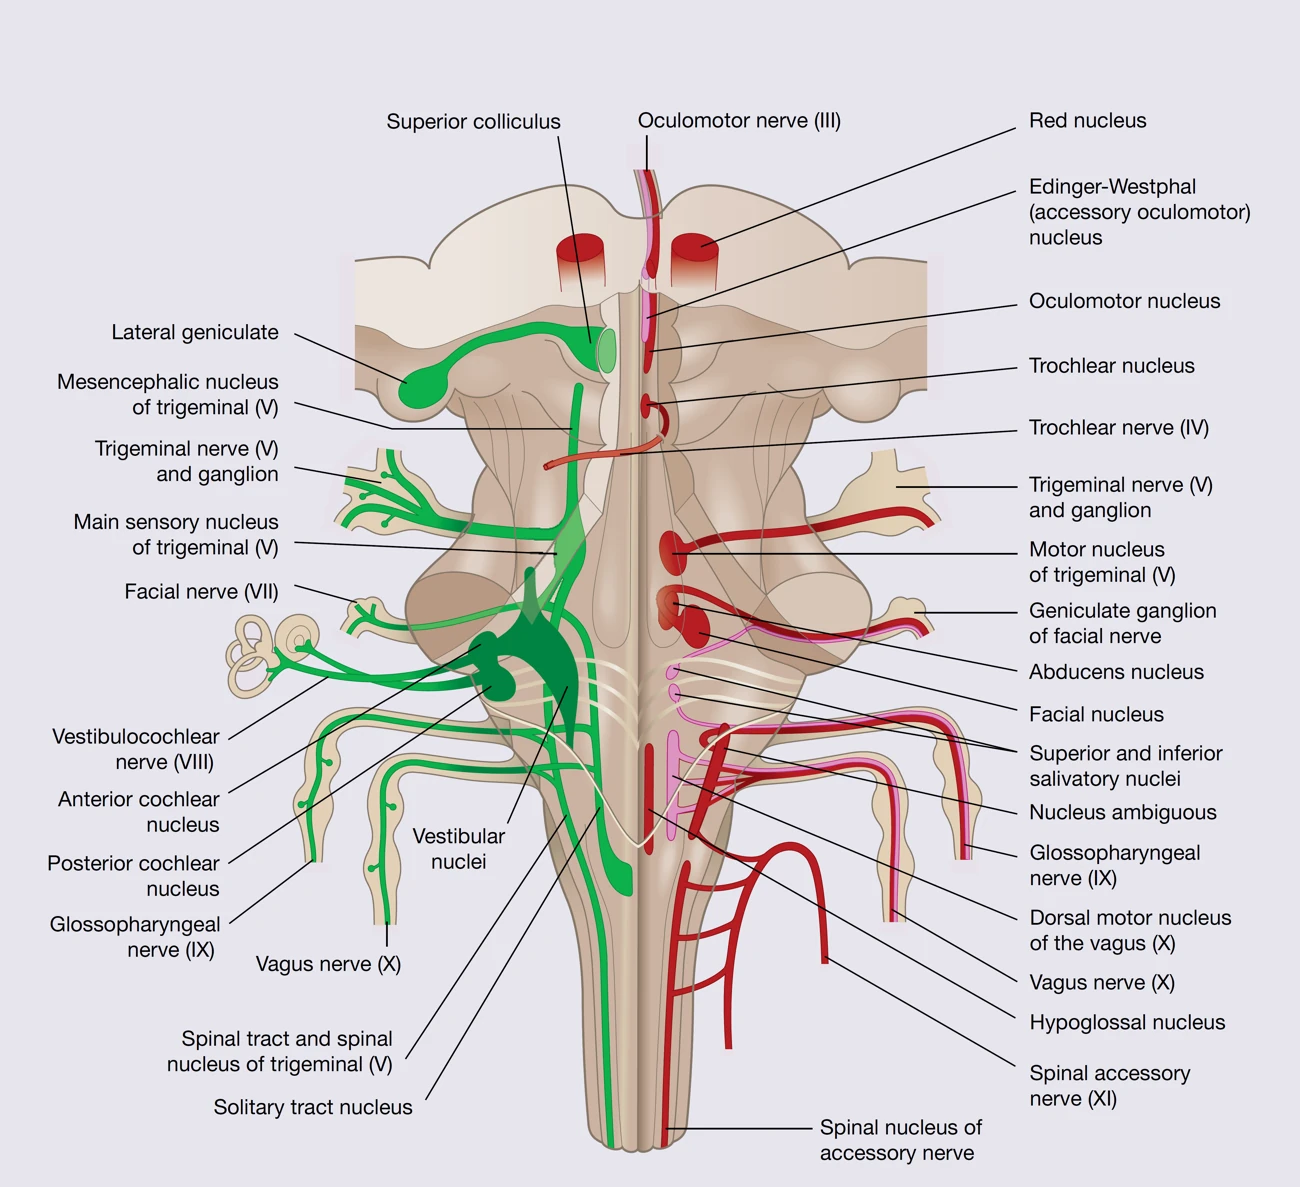 Superior colliculus
Oculomotor nerve (III)
Red nucleus
Edinger-Westphal
(accessory oculomotor)
nucleus
Oculomotor nucleus
Trochlear nucleus
Trochlear nerve (IV)
Trigeminal nerve (V)
and ganglion
Motor nucleus
of trigeminal (V)
Geniculate ganglion
of facial nerve
Abducens nucleus
Facial nucleus
Superior and inferior
salivatory nuclei
Nucleus ambiguous
Glossopharyngeal
nerve (IX)
Dorsal motor nucleus
of the vagus (X)
Vagus nerve (X)
Hypoglossal nucleus
Spinal accessory
nerve (XI)
Spinal nucleus of
accessory nerve
Lateral geniculate
Mesencephalic nucleus
of trigeminal (V)
Trigeminal nerve (V)
and ganglion
Main sensory nucleus
of trigeminal (V)
Facial nerve (VII)
Vestibulocochlear
nerve (VIII)
Anterior cochlear
nucleus
Posterior cochlear
nucleus
Glossopharyngeal
nerve (IX)
Vestibular
nuclei
Vagus nerve (X)
Spinal tract and spinal
nucleus of trigeminal (V)
Solitary tract nucleus